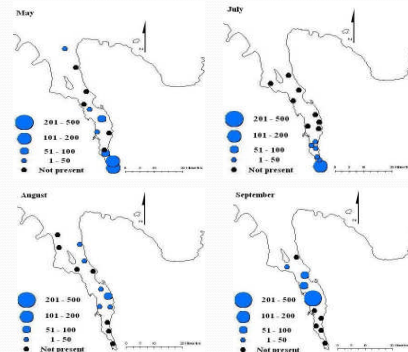 May
201 - 500
101 - 200
51 - 100
1 - 50
Not present
July
201 - 500
101 - 200
51 - 100
1 - 50
Not present
August
201 - 500
101 - 200
51 - 100
1 - 50
Not present
September
201 - 500
101 - 200
51 - 100
1 - 50
Not present